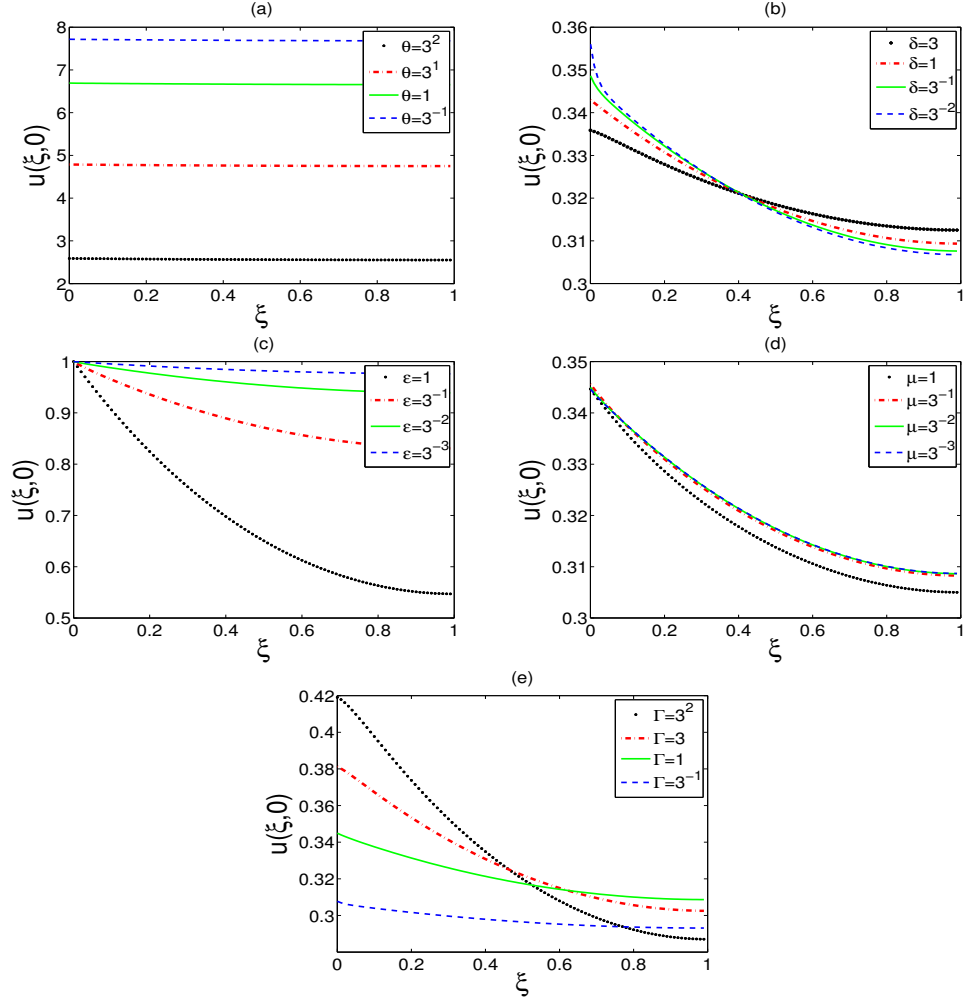 (a)
8
7
6
5
4
3
2
0
0.2
0.4
0.6
0.8
1
u(ξ,0)
ξ
θ=3²
θ=3¹
θ=1
θ=3⁻¹
(b)
0.36
0.35
0.34
0.33
0.32
0.31
0.3
0
0.2
0.4
0.6
0.8
1
u(ξ,0)
ξ
δ=3
δ=1
δ=3⁻¹
δ=3⁻²
(c)
1
0.9
0.8
0.7
0.6
0.5
0
0.2
0.4
0.6
0.8
1
u(ξ,0)
ξ
ε=1
ε=3⁻¹
ε=3⁻²
ε=3⁻³
(d)
0.35
0.34
0.33
0.32
0.31
0.3
0
0.2
0.4
0.6
0.8
1
u(ξ,0)
ξ
μ=1
μ=3⁻¹
μ=3⁻²
μ=3⁻³
(e)
0.42
0.4
0.38
0.36
0.34
0.32
0.3
0
0.2
0.4
0.6
0.8
1
u(ξ,0)
ξ
Γ=3²
Γ=3
Γ=1
Γ=3⁻¹